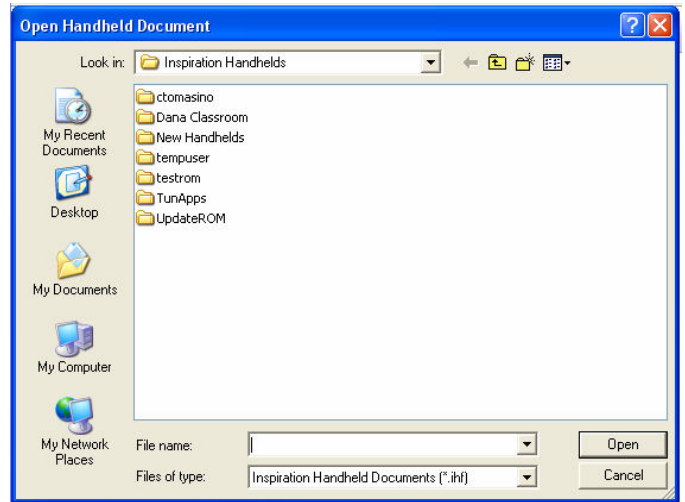 Open Handheld Document
Look in: Inspiration Handhelds
My Recent
Documents
Desktop
My Documents
My Computer
My Network
Places
ctomasino
Dana Classroom
New Handhelds
tempuser
testrom
TunApps
UpdateROM
File name:
Open
Files of type: Inspiration Handheld Documents (*.ihf)
Cancel